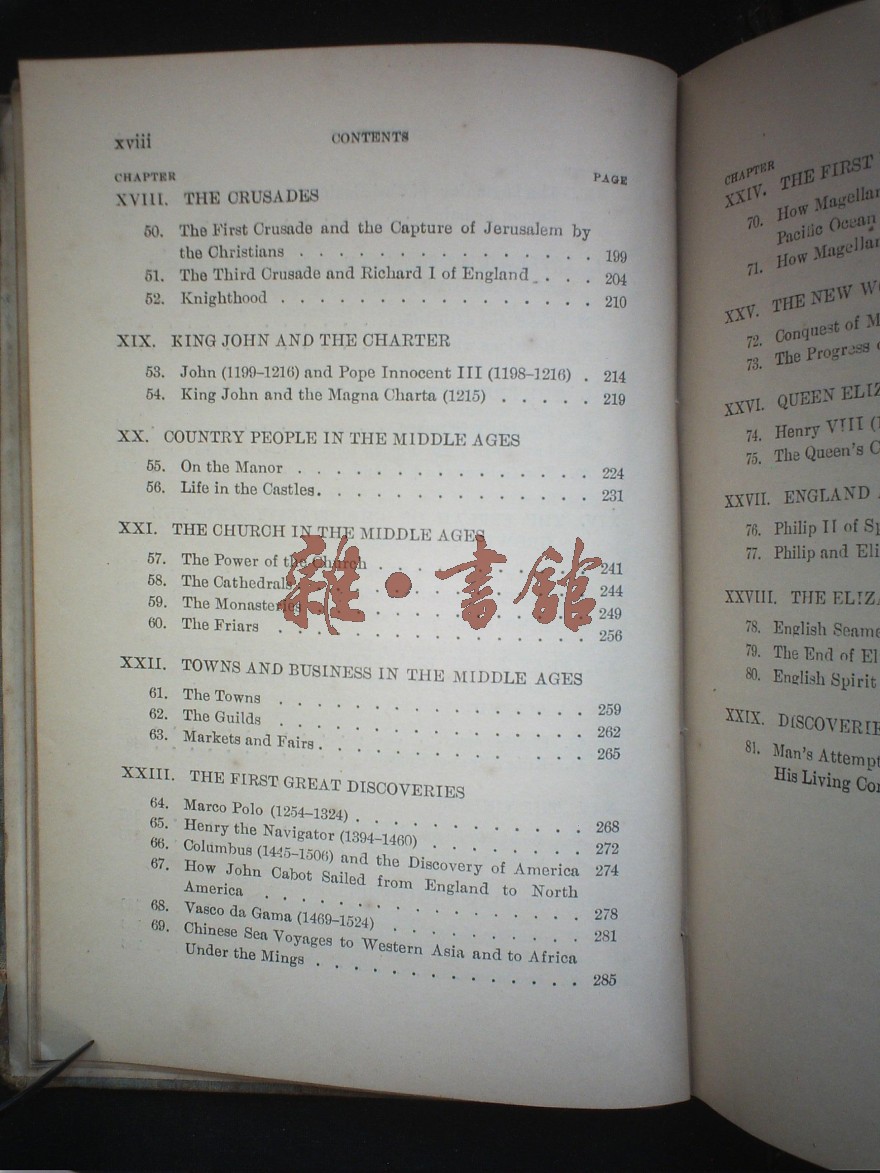 xviii CONTENTS
CHAPTER PAGE
XVIII. THE CRUSADES
50. The First Crusade and the Capture of Jerusalem by
the Christians . . . . . . . . . . . . . . . 199
51. The Third Crusade and Richard I of England . . . . 204
52. Knighthood . . . . . . . . . . . . . . . . 210
XIX. KING JOHN AND THE CHARTER
53. John (1199–1216) and Pope Innocent III (1198–1216) . 214
54. King John and the Magna Charta (1215) . . . . . 219
XX. COUNTRY PEOPLE IN THE MIDDLE AGES
55. On the Manor . . . . . . . . . . . . . . 224
56. Life in the Castles . . . . . . . . . . . . . 231
XXI. THE CHURCH IN THE MIDDLE AGES
57. The Power of the Church . . . . . . . . . . 241
58. The Cathedrals . . . . . . . . . . . . . . 244
59. The Monasteries . . . . . . . . . . . . . 249
60. The Friars . . . . . . . . . . . . . . . 256
雜·書館
XXII. TOWNS AND BUSINESS IN THE MIDDLE AGES
61. The Towns . . . . . . . . . . . . . . . 259
62. The Guilds . . . . . . . . . . . . . . . 262
63. Markets and Fairs . . . . . . . . . . . . . 265
XXIII. THE FIRST GREAT DISCOVERIES
64. Marco Polo (1254–1324) . . . . . . . . . . . 268
65. Henry the Navigator (1394–1460) . . . . . . . . 272
66. Columbus (1445–1506) and the Discovery of America 274
67. How John Cabot Sailed from England to North
America . . . . . . . . . . . . . . . 278
68. Vasco da Gama (1469–1524) . . . . . . . . . . 281
69. Chinese Sea Voyages to Western Asia and to Africa
Under the Mings . . . . . . . . . . . . . 285
CHAPTER
XXIV. THE FIRST
70. How Magellan
Pacific Ocean
71. How Magellan
XXV. THE NEW
72. Conquest of
73. The Progress
XXVI. QUEEN
74. Henry VIII
75. The Queen's
XXVII. ENGLAND
76. Philip II of
77. Philip and
XXVIII. THE
78. English
79. The End of
80. English Spirit
XXIX. DISCOVERIE
81. Man's Attempt
His Living